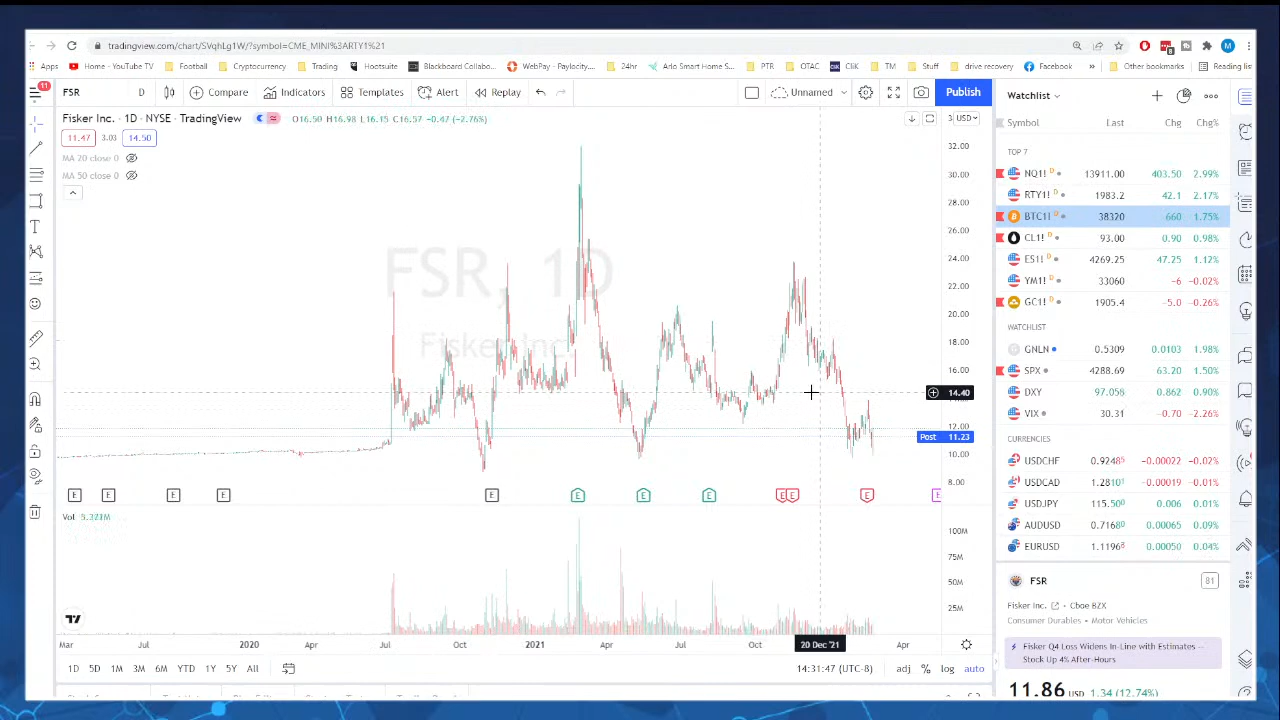 tradingview.com/chart/SVqhLg1W/?symbol=CME_MINI%3ARTY1%21
Apps Home - YouTube TV Football Cryptocurrency Trading Hootsuite Blackboard Collabo... WebPay, Paylocity... 24hr Arlo Smart Home S... PTR OTAC C&K TM Stuff drive recovery Facebook » Other bookmarks Reading list
11
FSR D Compare Indicators Templates Alert Replay Unnamed Publish
Watchlist
Fisker Inc. · 1D · NYSE · TradingView O16.50 H16.98 L16.15 C16.57 -0.47 (-2.76%)
USD
Symbol Last Chg Chg%
11.47 3.03 14.50
MA 20 close 0
MA 50 close 0
FSR, 1D
Fisker Inc.
32.00
30.00
28.00
26.00
24.00
22.00
20.00
18.00
16.00
14.40
12.00
Post 11.23
10.00
8.00
E E E E E E E E E E E E
Vol 5.323M
100M
75M
50M
25M
Mar Jul 2020 Apr Jul Oct 2021 Apr Jul Oct 20 Dec '21 Apr
1D 5D 1M 3M 6M YTD 1Y 5Y All
14:31:47 (UTC-8) adj % log auto
TOP 7
NQ1! D 13911.00 403.50 2.99%
RTY1! D 1983.2 42.1 2.17%
BTC1! D 38320 660 1.75%
CL1! D 93.00 0.90 0.98%
ES1! D 4269.25 47.25 1.12%
YM1! D 33060 -6 -0.02%
GC1! D 1905.4 -5.0 -0.26%
WATCHLIST
GNLN 0.5309 0.0103 1.98%
SPX 4288.69 63.20 1.50%
DXY 97.058 0.862 0.90%
VIX 30.31 -0.70 -2.26%
CURRENCIES
USDCHF 0.92485 -0.00022 -0.02%
USDCAD 1.28101 -0.00019 -0.01%
USDJPY 115.500 0.006 0.01%
AUDUSD 0.71680 0.00065 0.09%
EURUSD 1.11968 0.00050 0.04%
FSR 81
Fisker Inc. • Cboe BZX
Consumer Durables • Motor Vehicles
Fisker Q4 Loss Widens In-Line with Estimates --
Stock Up 4% After-Hours
11.86 USD 1.34 (12.74%)